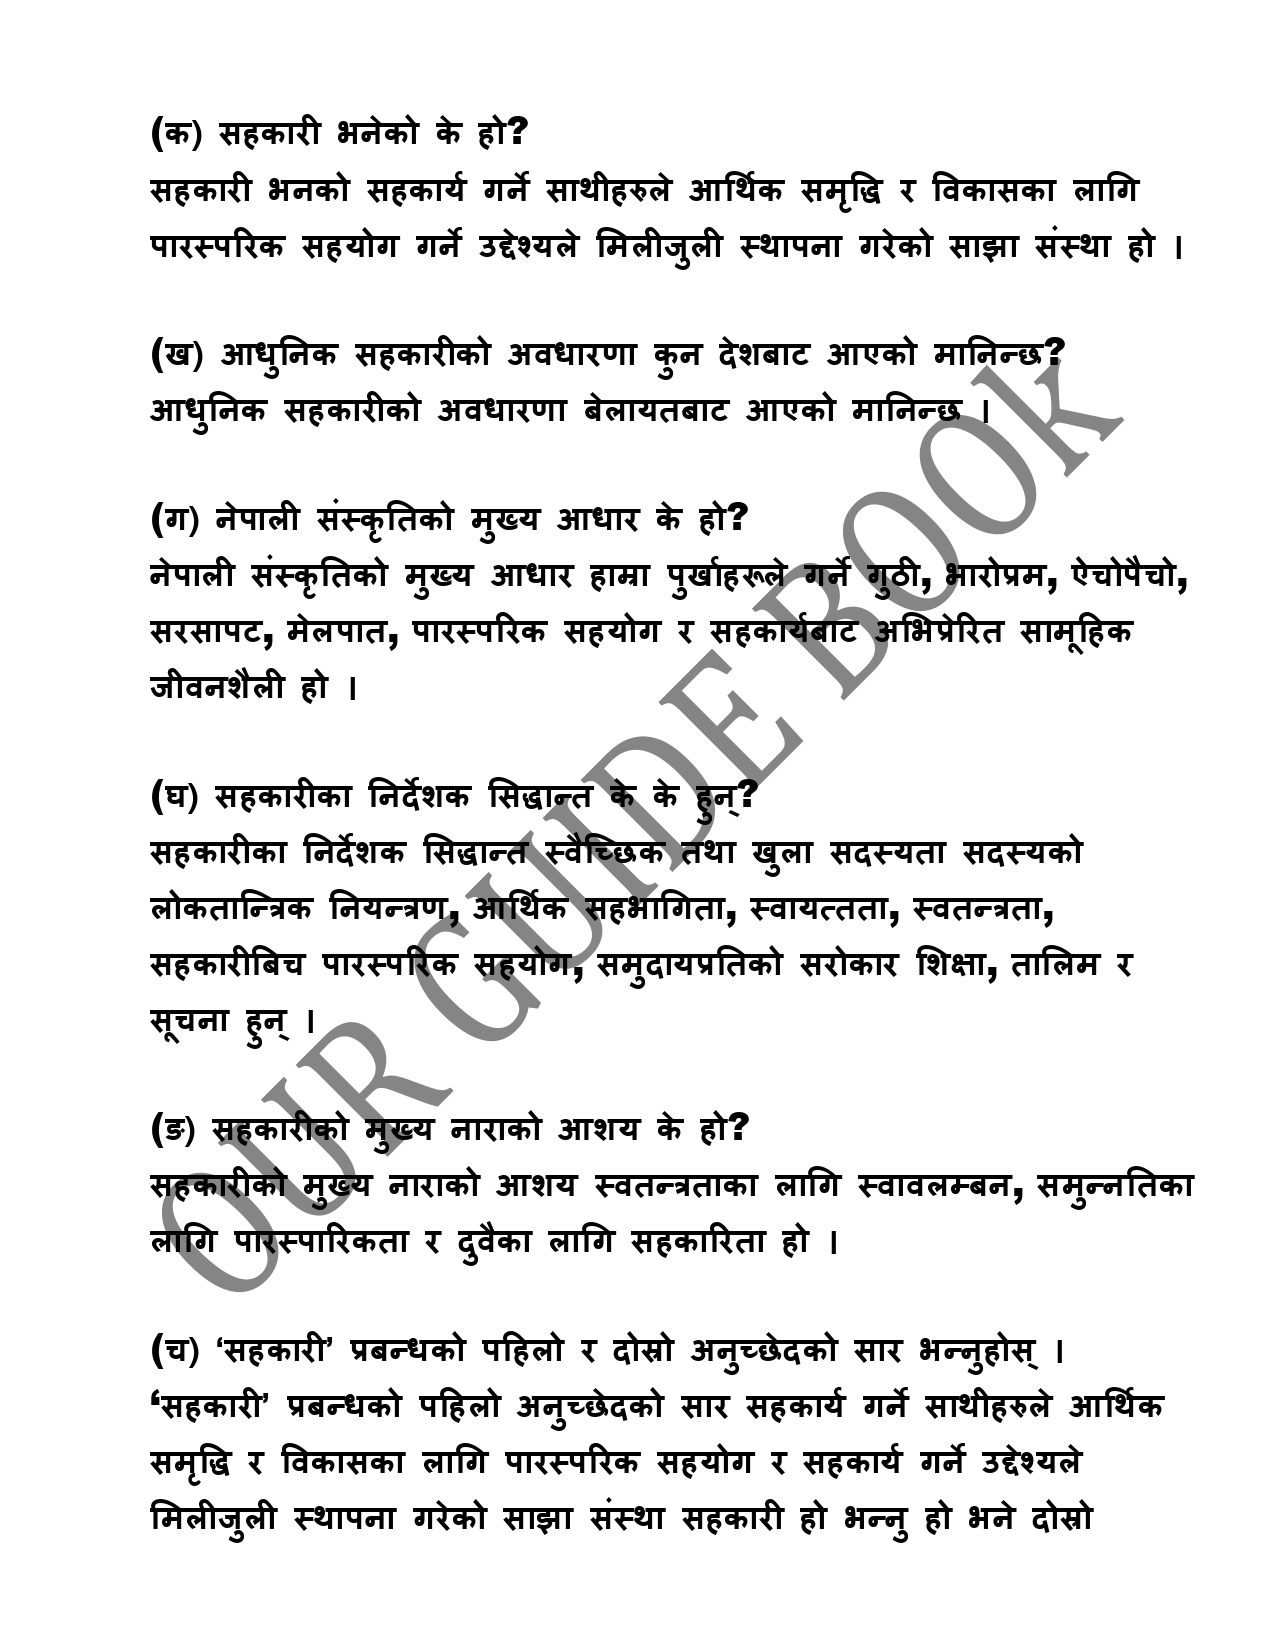 (क) सहकारी भनेको के हो?
सहकारी भनको सहकार्य गर्ने साथीहरुले आर्थिक समृद्धि र विकासका लागि
पारस्परिक सहयोग गर्ने उद्देश्यले मिलीजुली स्थापना गरेको साझा संस्था हो ।
(ख) आधुनिक सहकारीको अवधारणा कुन देशबाट आएको मानिन्छ?
आधुनिक सहकारीको अवधारणा बेलायतबाट आएको मानिन्छ ।
(ग) नेपाली संस्कृतिको मुख्य आधार के हो?
नेपाली संस्कृतिको मुख्य आधार हाम्रा पुर्खाहरूले गर्ने गुठी, भारोप्रम, ऐचोपैचो,
सरसापट, मेलपात, पारस्परिक सहयोग र सहकार्यबाट अभिप्रेरित सामूहिक
जीवनशैली हो ।
(घ) सहकारीका निर्देशक सिद्धान्त के के हुन्?
सहकारीका निर्देशक सिद्धान्त स्वैच्छिक तथा खुला सदस्यता सदस्यको
लोकतान्त्रिक नियन्त्रण, आर्थिक सहभागिता, स्वायत्तता, स्वतन्त्रता,
सहकारीबिच पारस्परिक सहयोग, समुदायप्रतिको सरोकार शिक्षा, तालिम र
सूचना हुन् ।
(ङ) सहकारीको मुख्य नाराको आशय के हो?
सहकारीको मुख्य नाराको आशय स्वतन्त्रताका लागि स्वावलम्बन, समुन्नतिका
लागि पारस्पारिकता र दुवैका लागि सहकारिता हो ।
(च) ‘सहकारी’ प्रबन्धको पहिलो र दोस्रो अनुच्छेदको सार भन्नुहोस् ।
‘सहकारी’ प्रबन्धको पहिलो अनुच्छेदको सार सहकार्य गर्ने साथीहरुले आर्थिक
समृद्धि र विकासका लागि पारस्परिक सहयोग र सहकार्य गर्ने उद्देश्यले
मिलीजुली स्थापना गरेको साझा संस्था सहकारी हो भन्नु हो भने दोस्रो
OUR GUIDE BOOk